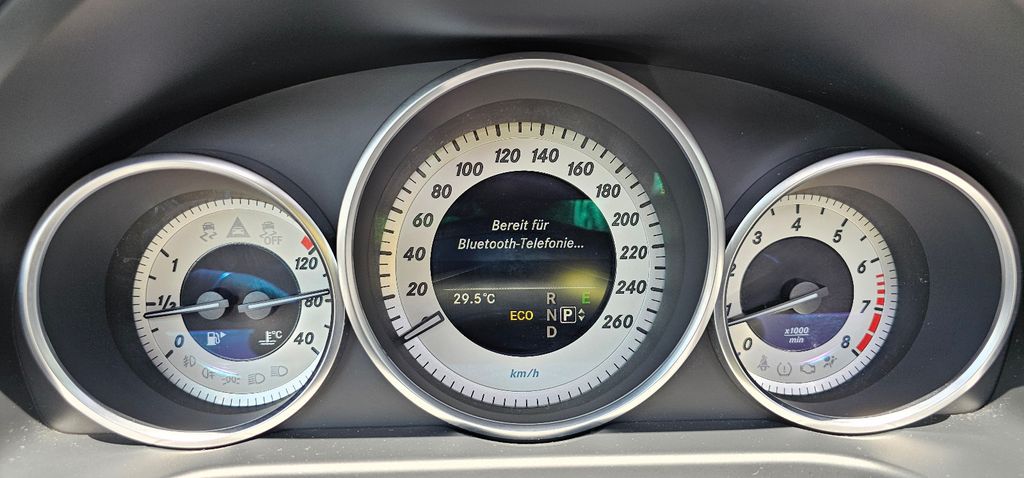 OFF
1
1/2
0
120
80
40
°C
20
40
60
80
100
120
140
160
180
200
220
240
260
Bereit für
Bluetooth-Telefonie...
29.5°C
ECO
R
N P
D
E
km/h
0
1
2
3
4
5
6
7
8
x1000
min